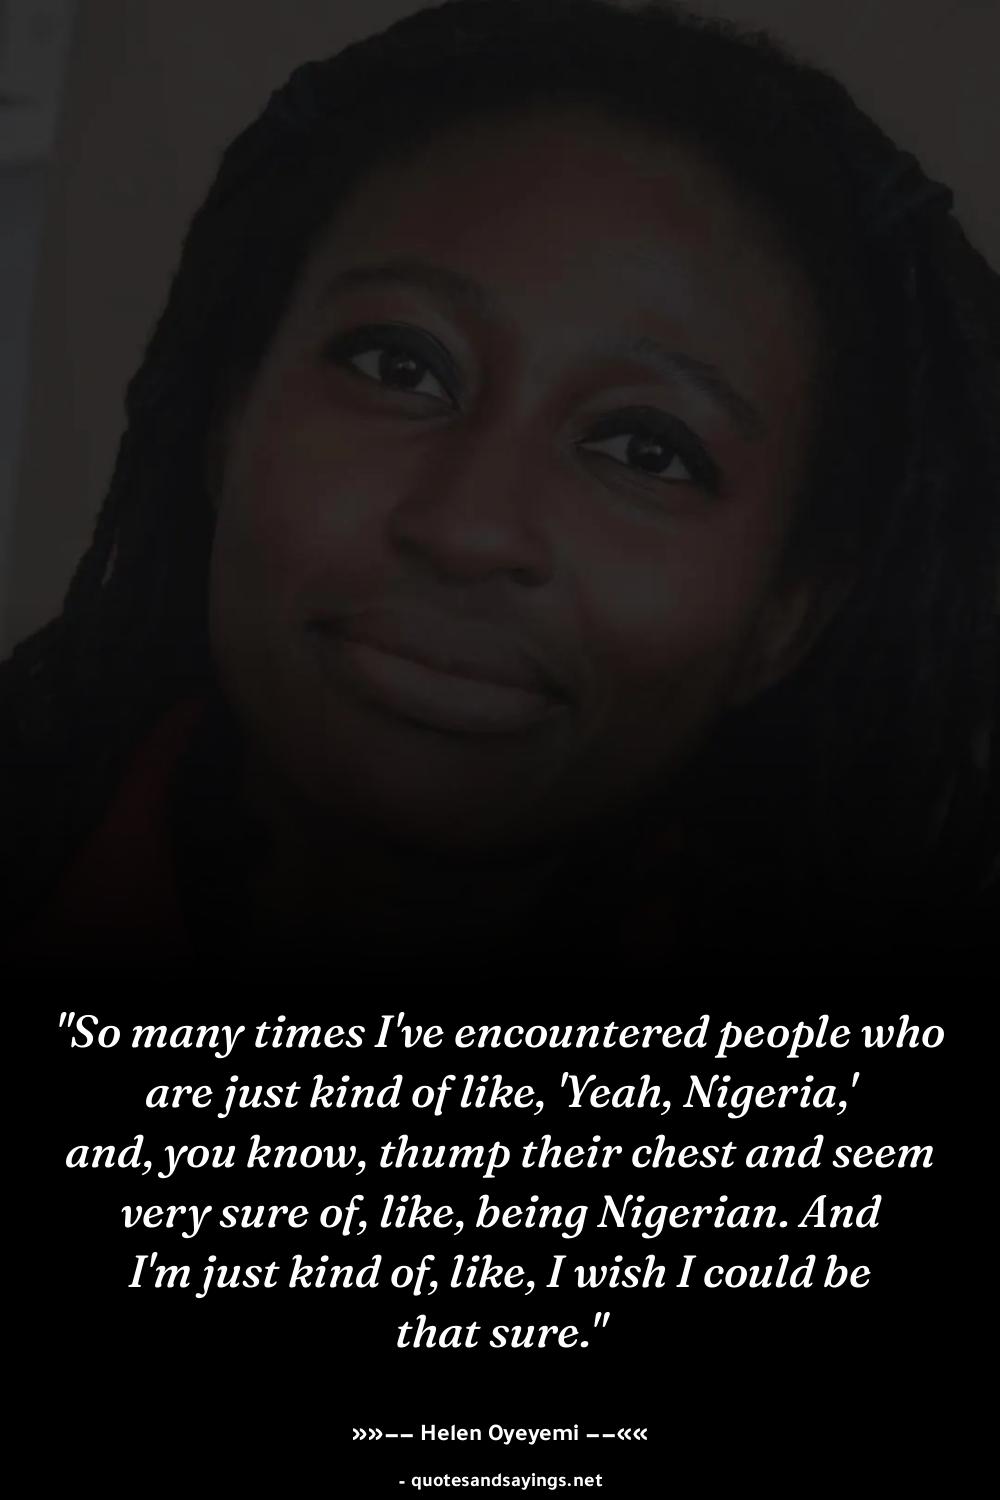 "So many times I've encountered people who
are just kind of like, 'Yeah, Nigeria,'
and, you know, thump their chest and seem
very sure of, like, being Nigerian. And
I'm just kind of, like, I wish I could be
that sure."
»»–– Helen Oyeyemi ––««
- quotesandsayings.net